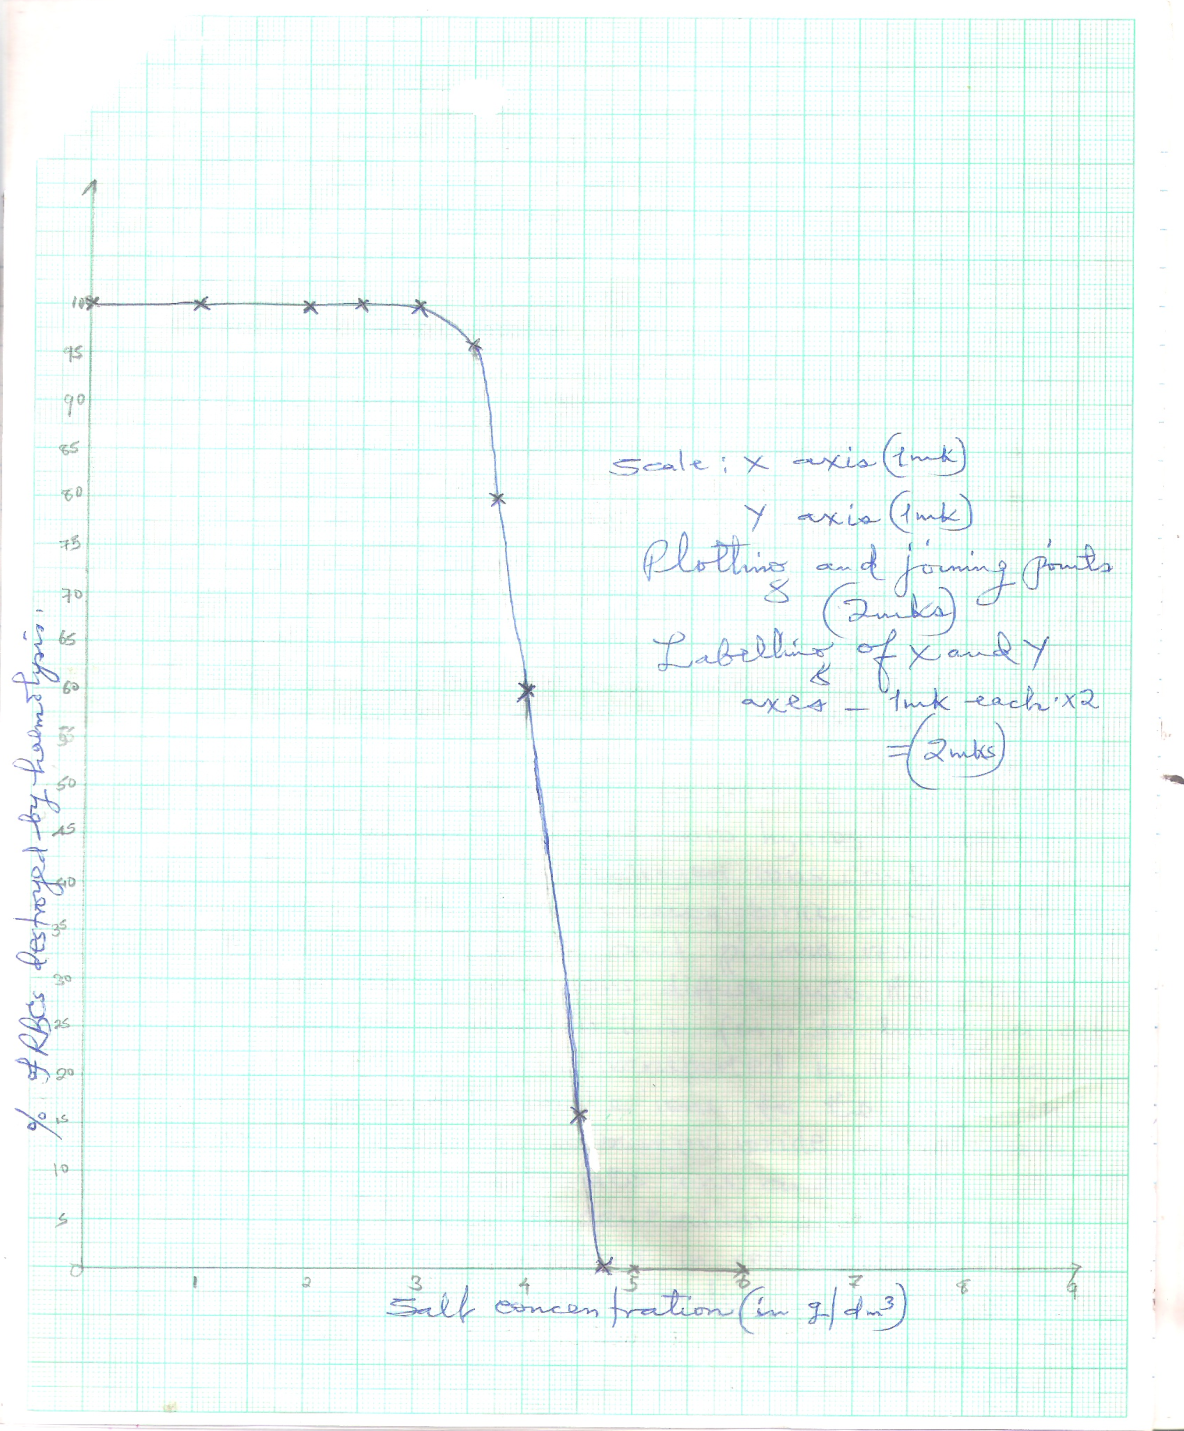 100
95
90
85
80
75
70
65
60
55
50
45
40
35
30
25
20
15
10
5
0
1 2 3 4 5 6 7 8 9
% of RBCs destroyed by haemolysis.
Salt concentration (in g/dm³)
Scale: X axis (1mk)
Y axis (1mk)
Plotting and joining points
(2mks)
Labelling of X and Y
axes - 1mk each x2
= (2mks)